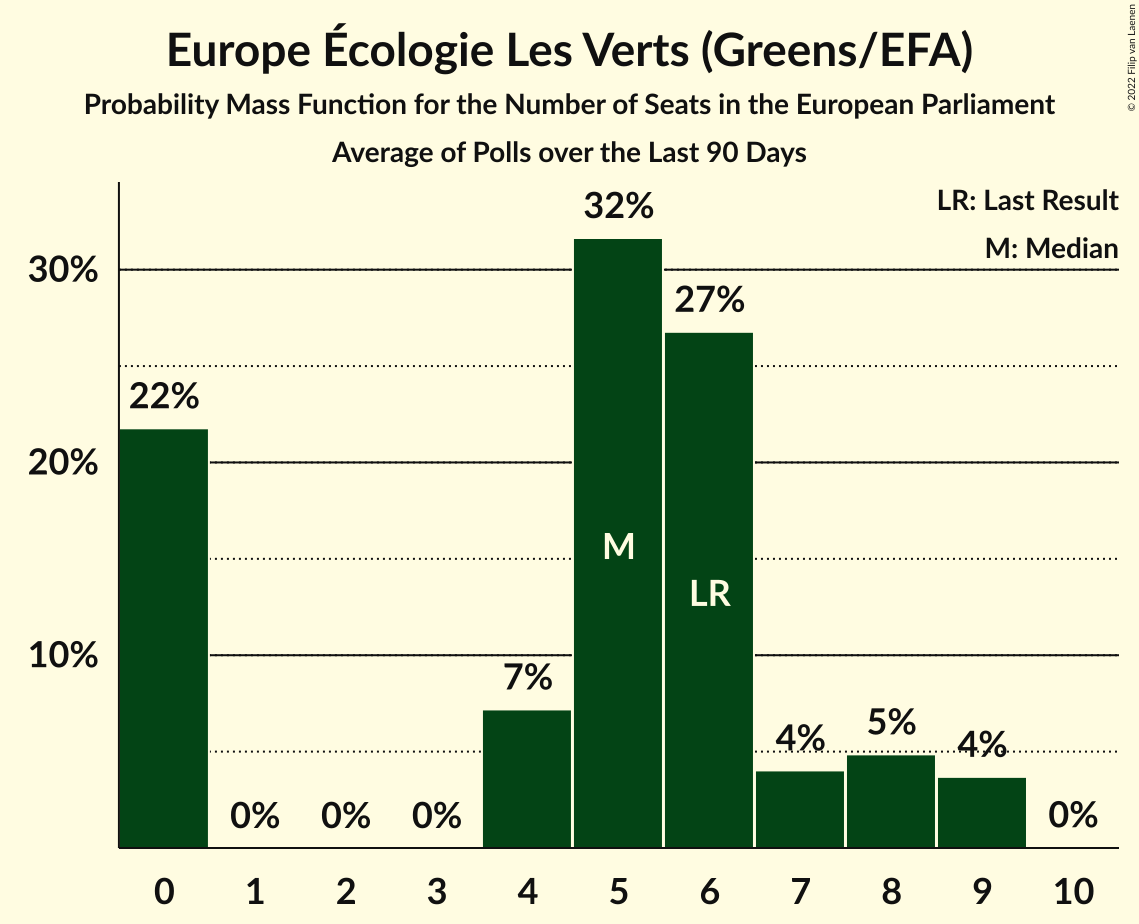 Europe Écologie Les Verts (Greens/EFA)
Probability Mass Function for the Number of Seats in the European Parliament
Average of Polls over the Last 90 Days
© 2022 Filip van Laenen
LR: Last Result
M: Median
32%
30%
27%
22%
20%
M
LR
10%
7%
4%
5%
4%
0%
0%
0%
0%
0 1 2 3 4 5 6 7 8 9 10